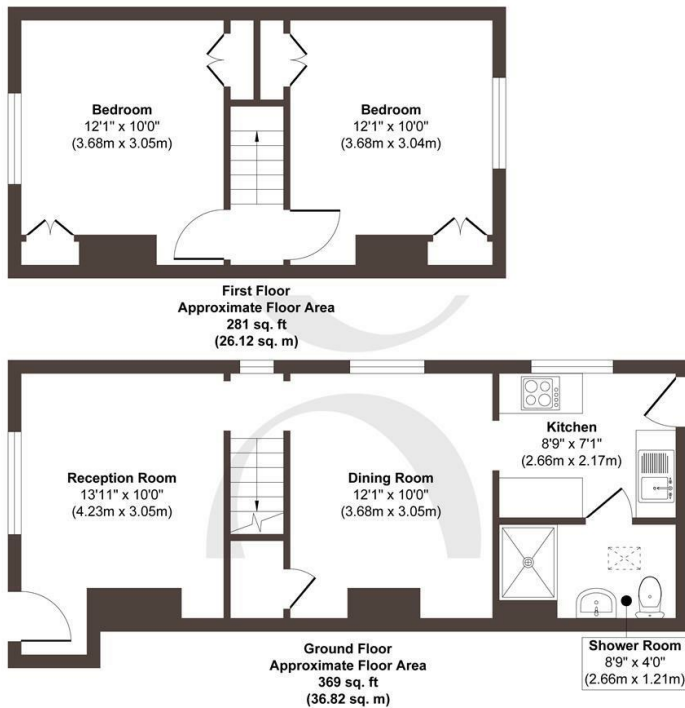 Bedroom
12'1" x 10'0"
(3.68m x 3.05m)
Bedroom
12'1" x 10'0"
(3.68m x 3.04m)
First Floor
Approximate Floor Area
281 sq. ft
(26.12 sq. m)
Reception Room
13'11" x 10'0"
(4.23m x 3.05m)
Dining Room
12'1" x 10'0"
(3.68m x 3.05m)
Kitchen
8'9" x 7'1"
(2.66m x 2.17m)
Shower Room
8'9" x 4'0"
(2.66m x 1.21m)
Ground Floor
Approximate Floor Area
369 sq. ft
(36.82 sq. m)